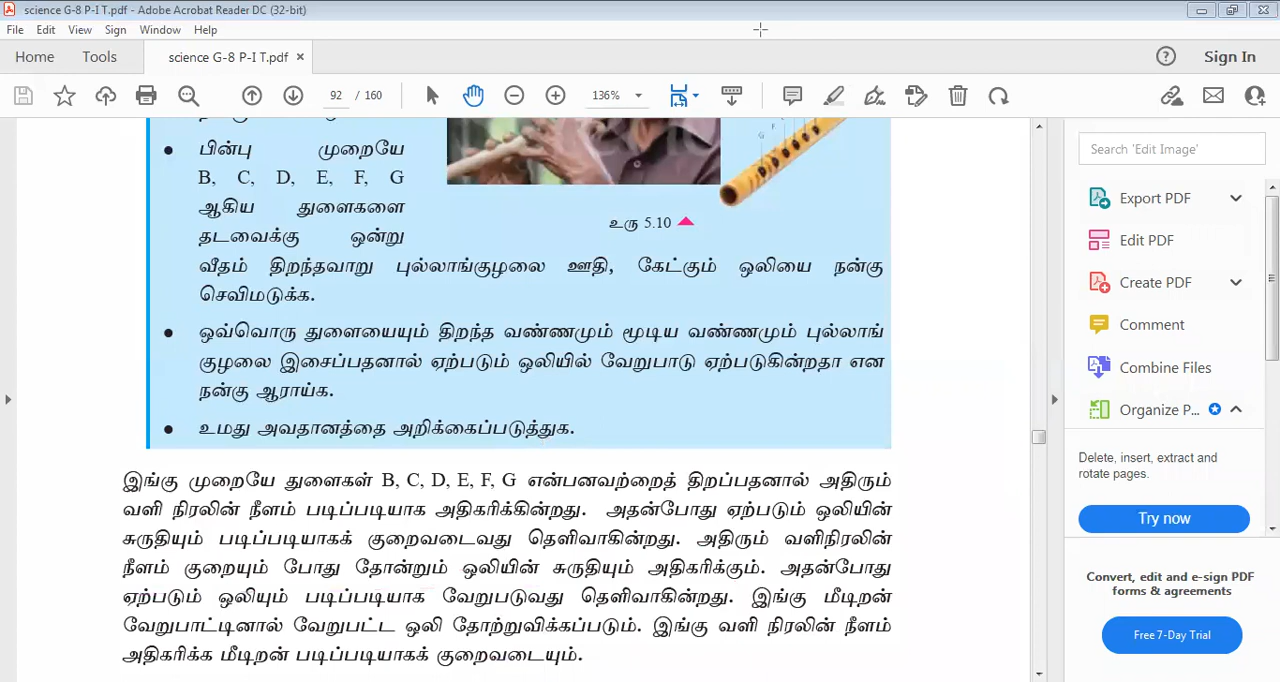 science G-8 P-I T.pdf - Adobe Acrobat Reader DC (32-bit)
File Edit View Sign Window Help
Home Tools science G-8 P-I T.pdf × Sign In
92 / 160 136%
Search 'Edit Image'
Export PDF
Edit PDF
Create PDF
Comment
Combine Files
Organize P...
Delete, insert, extract and
rotate pages.
Try now
Convert, edit and e-sign PDF
forms & agreements
Free 7-Day Trial
• பின்பு முறையே
B, C, D, E, F, G
ஆகிய துளைகளை
தடவைக்கு ஒன்று
வீதம் திறந்தவாறு புல்லாங்குழலை ஊதி, கேட்கும் ஒலியை நன்கு
செவிமடுக்க.
உரு 5.10
• ஒவ்வொரு துளையையும் திறந்த வண்ணமும் மூடிய வண்ணமும் புல்லாங்
குழலை இசைப்பதனால் ஏற்படும் ஒலியில் வேறுபாடு ஏற்படுகின்றதா என
நன்கு ஆராய்க.
• உமது அவதானத்தை அறிக்கைப்படுத்துக.
இங்கு முறையே துளைகள் B, C, D, E, F, G என்பனவற்றைத் திறப்பதனால் அதிரும்
வளி நிரலின் நீளம் படிப்படியாக அதிகரிக்கின்றது. அதன்போது ஏற்படும் ஒலியின்
சுருதியும் படிப்படியாகக் குறைவடைவது தெளிவாகின்றது. அதிரும் வளிநிரலின்
நீளம் குறையும் போது தோன்றும் ஒலியின் சுருதியும் அதிகரிக்கும். அதன்போது
ஏற்படும் ஒலியும் படிப்படியாக வேறுபடுவது தெளிவாகின்றது. இங்கு மீடிறன்
வேறுபாட்டினால் வேறுபட்ட ஒலி தோற்றுவிக்கப்படும். இங்கு வளி நிரலின் நீளம்
அதிகரிக்க மீடிறன் படிப்படியாகக் குறைவடையும்.